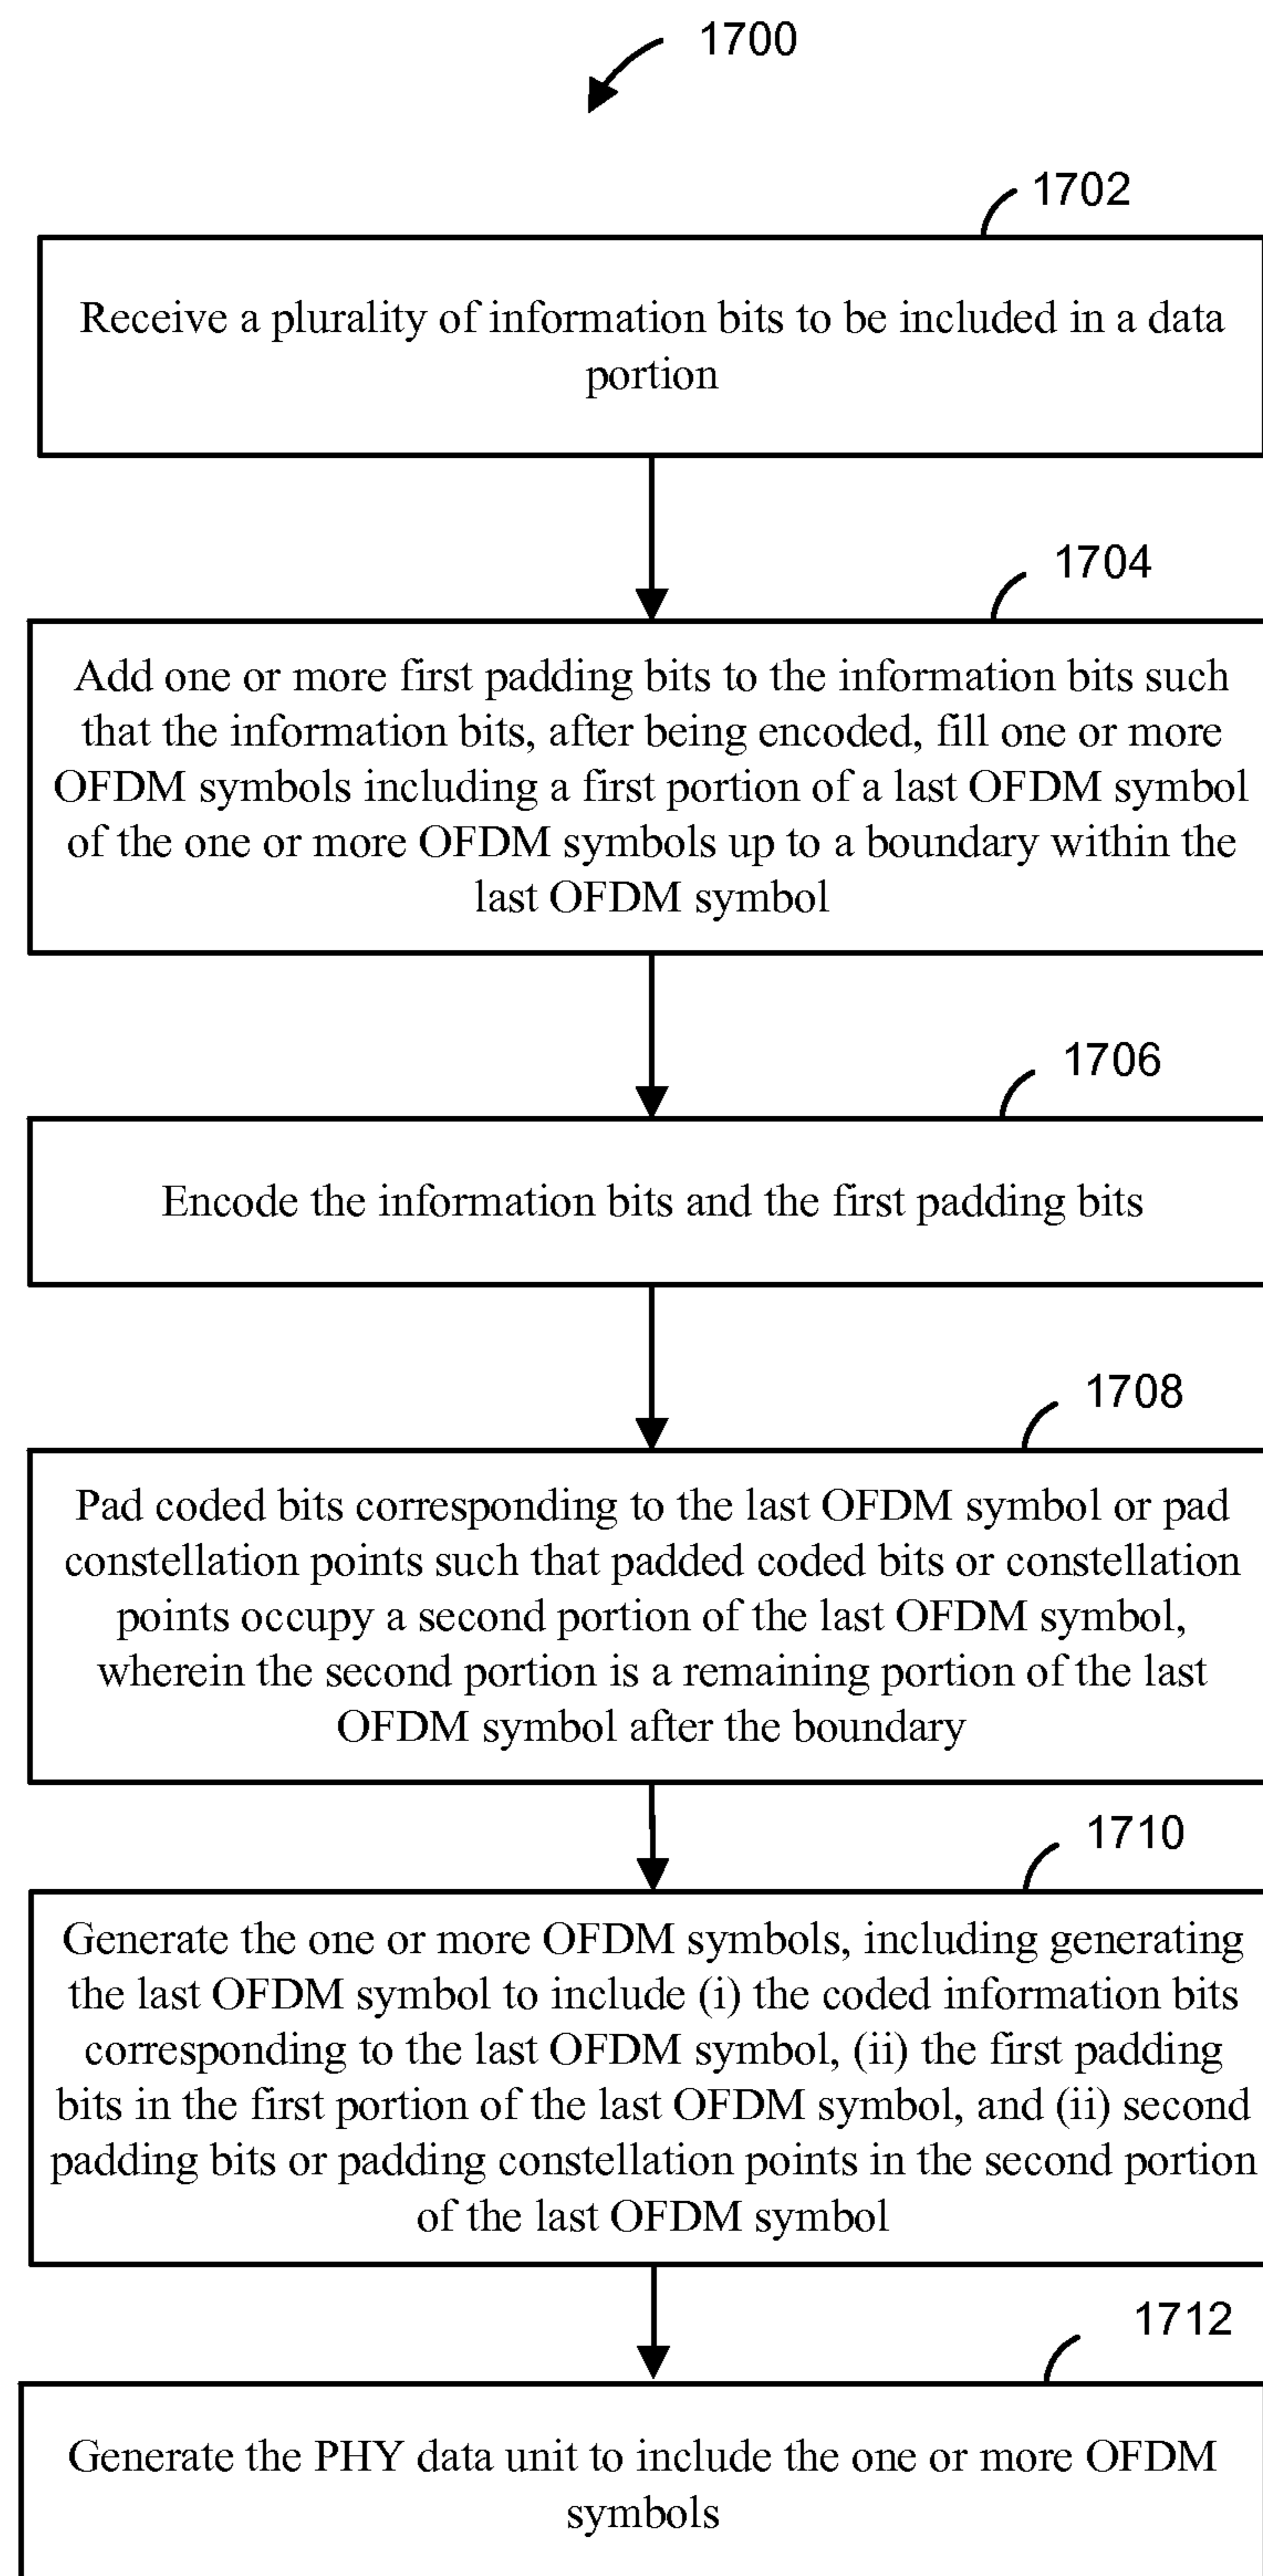 1700
1702
Receive a plurality of information bits to be included in a data
portion
1704
Add one or more first padding bits to the information bits such
that the information bits, after being encoded, fill one or more
OFDM symbols including a first portion of a last OFDM symbol
of the one or more OFDM symbols up to a boundary within the
last OFDM symbol
1706
Encode the information bits and the first padding bits
1708
Pad coded bits corresponding to the last OFDM symbol or pad
constellation points such that padded coded bits or constellation
points occupy a second portion of the last OFDM symbol,
wherein the second portion is a remaining portion of the last
OFDM symbol after the boundary
1710
Generate the one or more OFDM symbols, including generating
the last OFDM symbol to include (i) the coded information bits
corresponding to the last OFDM symbol, (ii) the first padding
bits in the first portion of the last OFDM symbol, and (ii) second
padding bits or padding constellation points in the second portion
of the last OFDM symbol
1712
Generate the PHY data unit to include the one or more OFDM
symbols